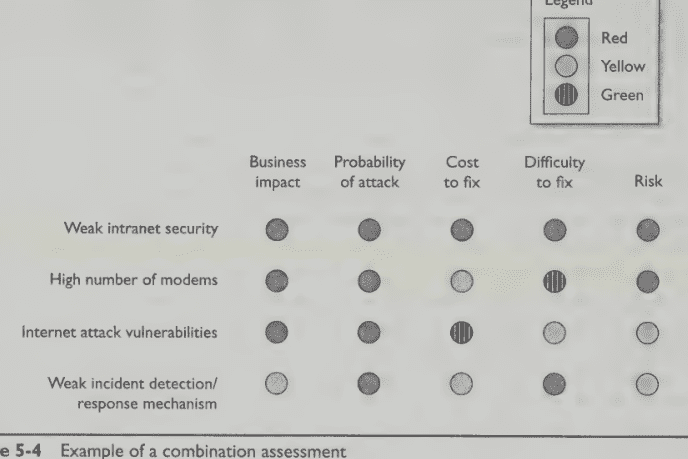 Legend
Red
Yellow
Green
Business Probability Cost Difficulty
impact of attack to fix to fix Risk
Weak intranet security
High number of modems
Internet attack vulnerabilities
Weak incident detection/
response mechanism
e 5-4 Example of a combination assessment